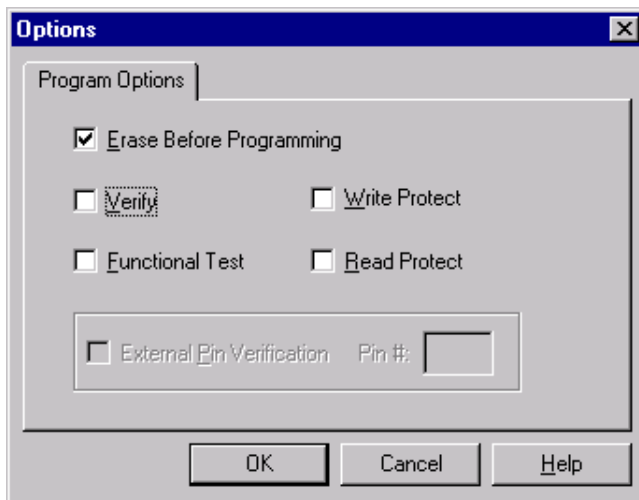 Options
Program Options
Erase Before Programming
Verify Write Protect
Functional Test Read Protect
External Pin Verification Pin #:
OK Cancel Help